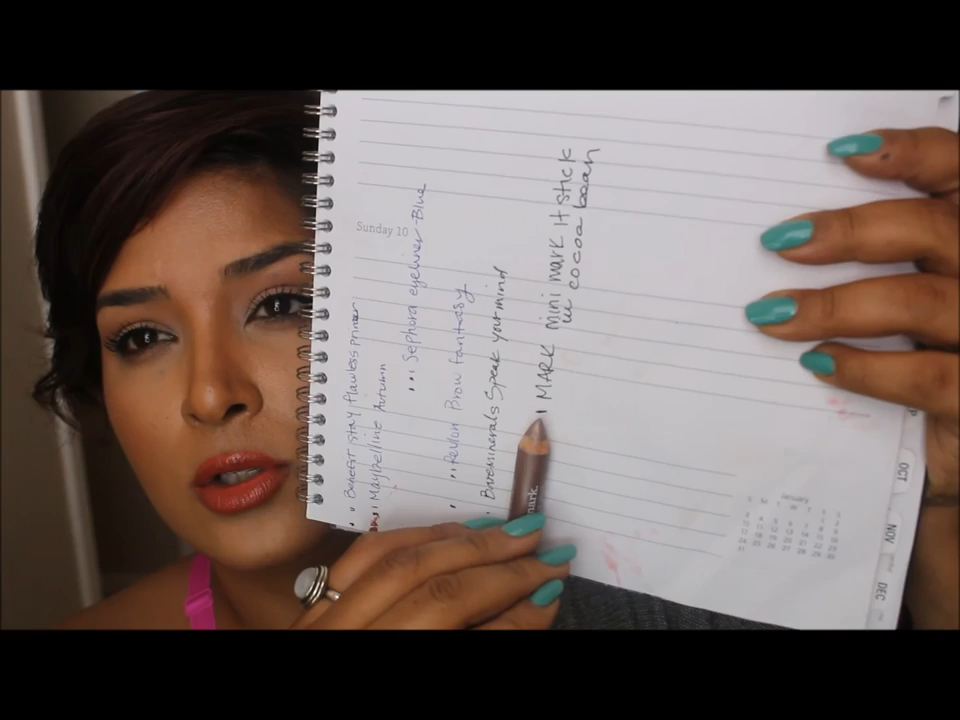 Sunday 10
" Benefit stay flawless primer
Maybelline Autumn
... Sephora eyeliner - Blue
.. Revlon Brow fantasy
. Bareminerals Speak your mind
MARK mini mark It stick
in cocoa bean
mark
OCT
NOV
DEC